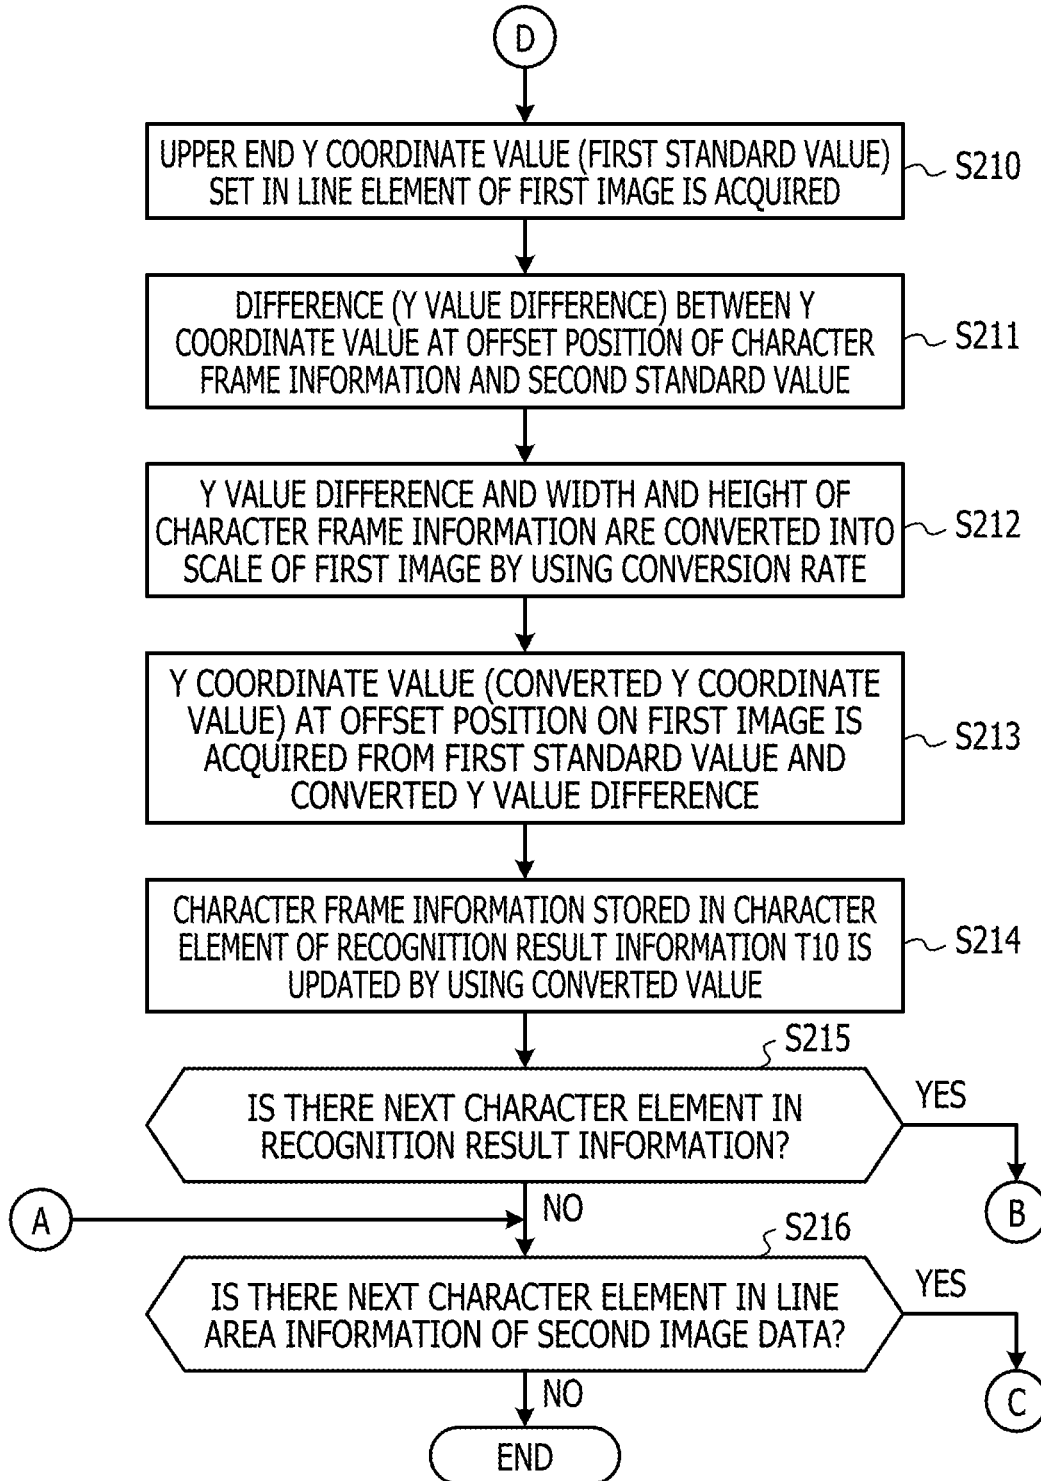 D
UPPER END Y COORDINATE VALUE (FIRST STANDARD VALUE)
SET IN LINE ELEMENT OF FIRST IMAGE IS ACQUIRED
S210
DIFFERENCE (Y VALUE DIFFERENCE) BETWEEN Y
COORDINATE VALUE AT OFFSET POSITION OF CHARACTER
FRAME INFORMATION AND SECOND STANDARD VALUE
S211
Y VALUE DIFFERENCE AND WIDTH AND HEIGHT OF
CHARACTER FRAME INFORMATION ARE CONVERTED INTO
SCALE OF FIRST IMAGE BY USING CONVERSION RATE
S212
Y COORDINATE VALUE (CONVERTED Y COORDINATE
VALUE) AT OFFSET POSITION ON FIRST IMAGE IS
ACQUIRED FROM FIRST STANDARD VALUE AND
CONVERTED Y VALUE DIFFERENCE
S213
CHARACTER FRAME INFORMATION STORED IN CHARACTER
ELEMENT OF RECOGNITION RESULT INFORMATION T10 IS
UPDATED BY USING CONVERTED VALUE
S214
S215
IS THERE NEXT CHARACTER ELEMENT IN
RECOGNITION RESULT INFORMATION?
YES
B
NO
A
S216
IS THERE NEXT CHARACTER ELEMENT IN LINE
AREA INFORMATION OF SECOND IMAGE DATA?
YES
C
NO
END